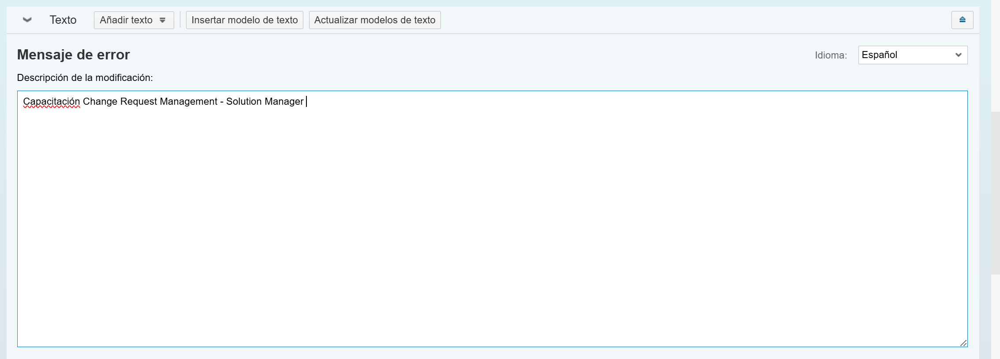 Texto Añadir texto Insertar modelo de texto Actualizar modelos de texto
Mensaje de error
Idioma: Español
Descripción de la modificación:
Capacitación Change Request Management - Solution Manager